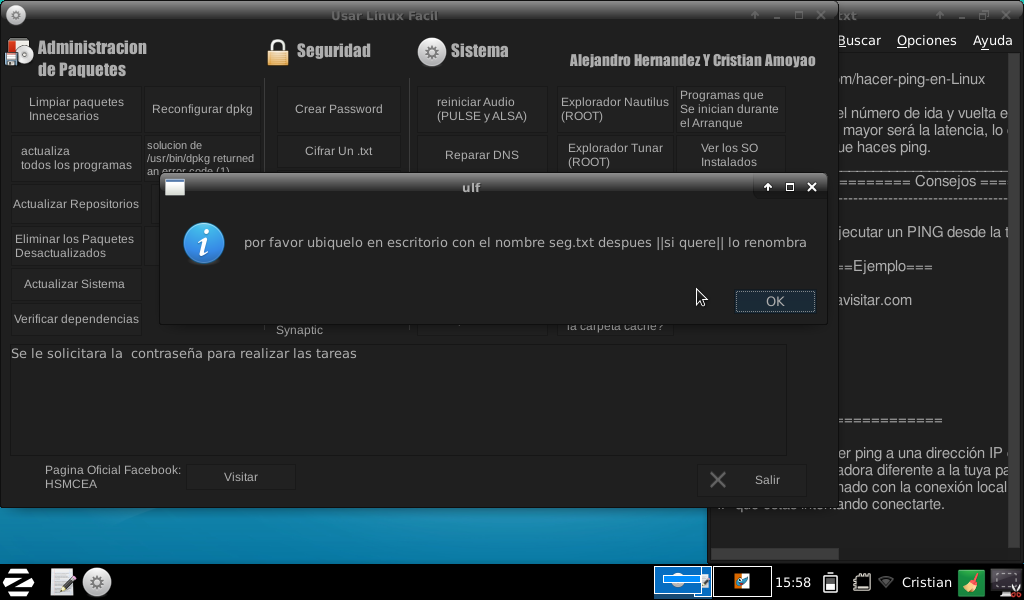 Usar Linux Facil
txt
Administracion
de Paquetes
Seguridad
Sistema
Alejandro Hernandez Y Cristian Amoyao
Buscar Opciones Ayuda
Limpiar paquetes
Innecesarios
Reconfigurar dpkg
Crear Password
reiniciar Audio
(PULSE y ALSA)
Explorador Nautilus
(ROOT)
Programas que
Se inician durante
el Arranque
actualiza
todos los programas
solucion de
/usr/bin/dpkg returned
an error code (1)
Cifrar Un .txt
Reparar DNS
Explorador Tunar
(ROOT)
Ver los SO
Instalados
om/hacer-ping-en-Linux
el número de ida y vuelta e
mayor será la latencia, lo
ue haces ping.
======== Consejos ===
jecutar un PING desde la t
==Ejemplo===
avisitar.com
============
er ping a una dirección IP
adora diferente a la tuya pa
nado con la conexión local
que estás intentando conectarte.
ulf
por favor ubiquelo en escritorio con el nombre seg.txt despues ||si quere|| lo renombra
OK
Actualizar Repositorios
Eliminar los Paquetes
Desactualizados
Actualizar Sistema
Verificar dependencias
Synaptic
la carpeta cache?
Se le solicitara la contraseña para realizar las tareas
Pagina Oficial Facebook:
HSMCEA
Visitar
Salir
15:58
Cristian